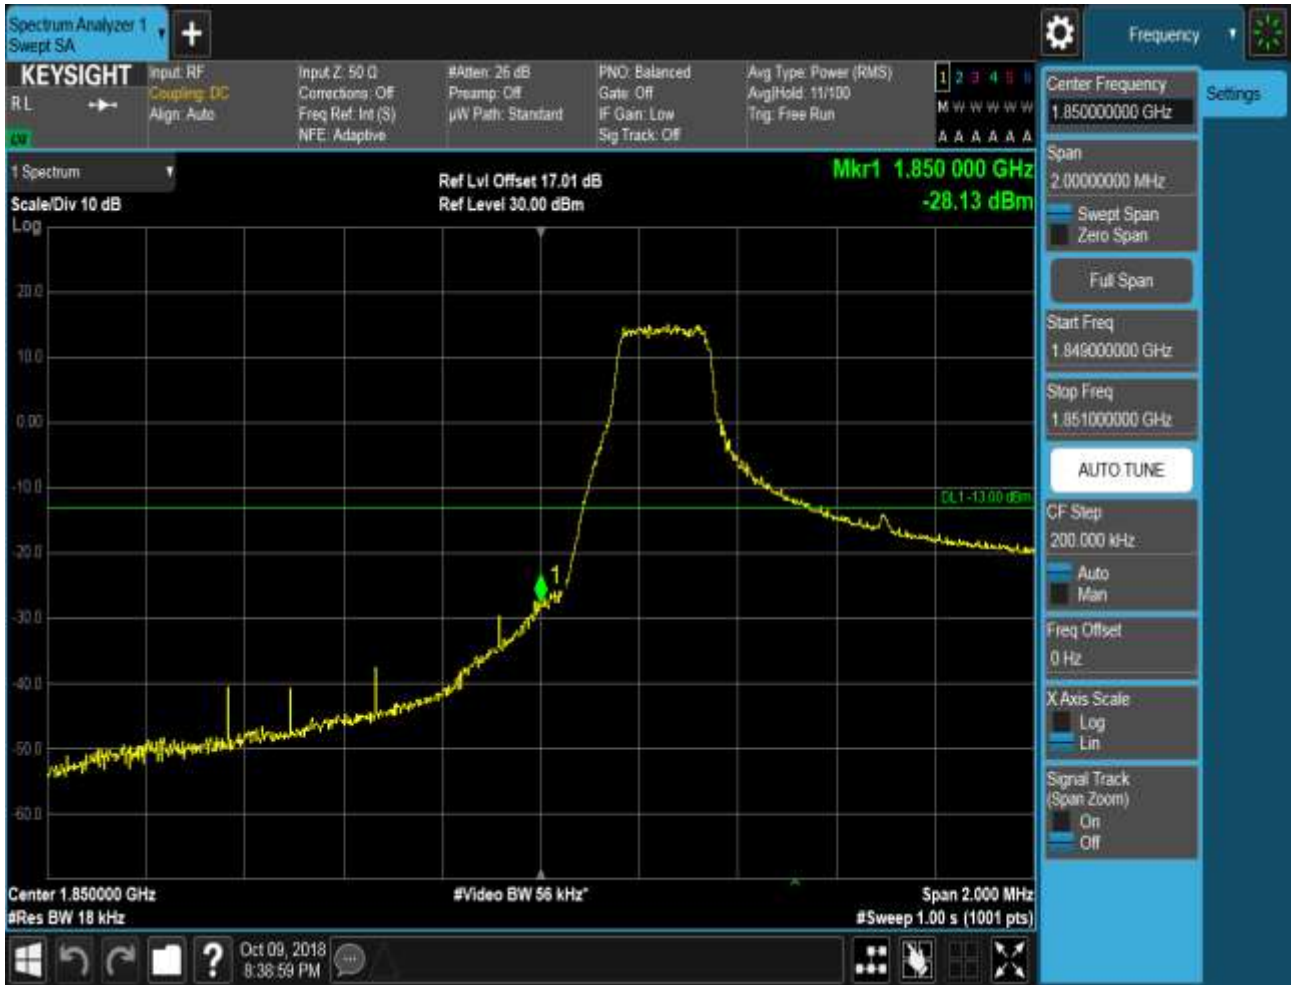 Spectrum Analyzer 1
Swept SA
+
Frequency
KEYSIGHT
RL
Input: RF
Coupling: DC
Align: Auto
Input Z: 50 Ω
Corrections: Off
Freq Ref: Int (S)
NFE: Adaptive
#Atten: 26 dB
Preamp: Off
µW Path: Standard
PNO: Balanced
Gate: Off
IF Gain: Low
Sig Track: Off
Avg Type: Power (RMS)
Avg|Hold: 11/100
Trig: Free Run
1 2 3 4 5 6
M W W W W W
A A A A A A
1 Spectrum
Scale/Div 10 dB
Log
Ref Lvl Offset 17.01 dB
Ref Level 30.00 dBm
Mkr1 1.850 000 GHz
-28.13 dBm
20.0
10.0
0.00
-10.0
DL1 -13.00 dBm
-20.0
1
-30.0
-40.0
-50.0
-60.0
Center 1.850000 GHz
#Res BW 18 kHz
#Video BW 56 kHz*
Span 2.000 MHz
#Sweep 1.00 s (1001 pts)
Center Frequency
1.850000000 GHz
Settings
Span
2.00000000 MHz
Swept Span
Zero Span
Full Span
Start Freq
1.849000000 GHz
Stop Freq
1.851000000 GHz
AUTO TUNE
CF Step
200.000 kHz
Auto
Man
Freq Offset
0 Hz
X Axis Scale
Log
Lin
Signal Track
(Span Zoom)
On
Off
?
Oct 09, 2018
8:38:59 PM